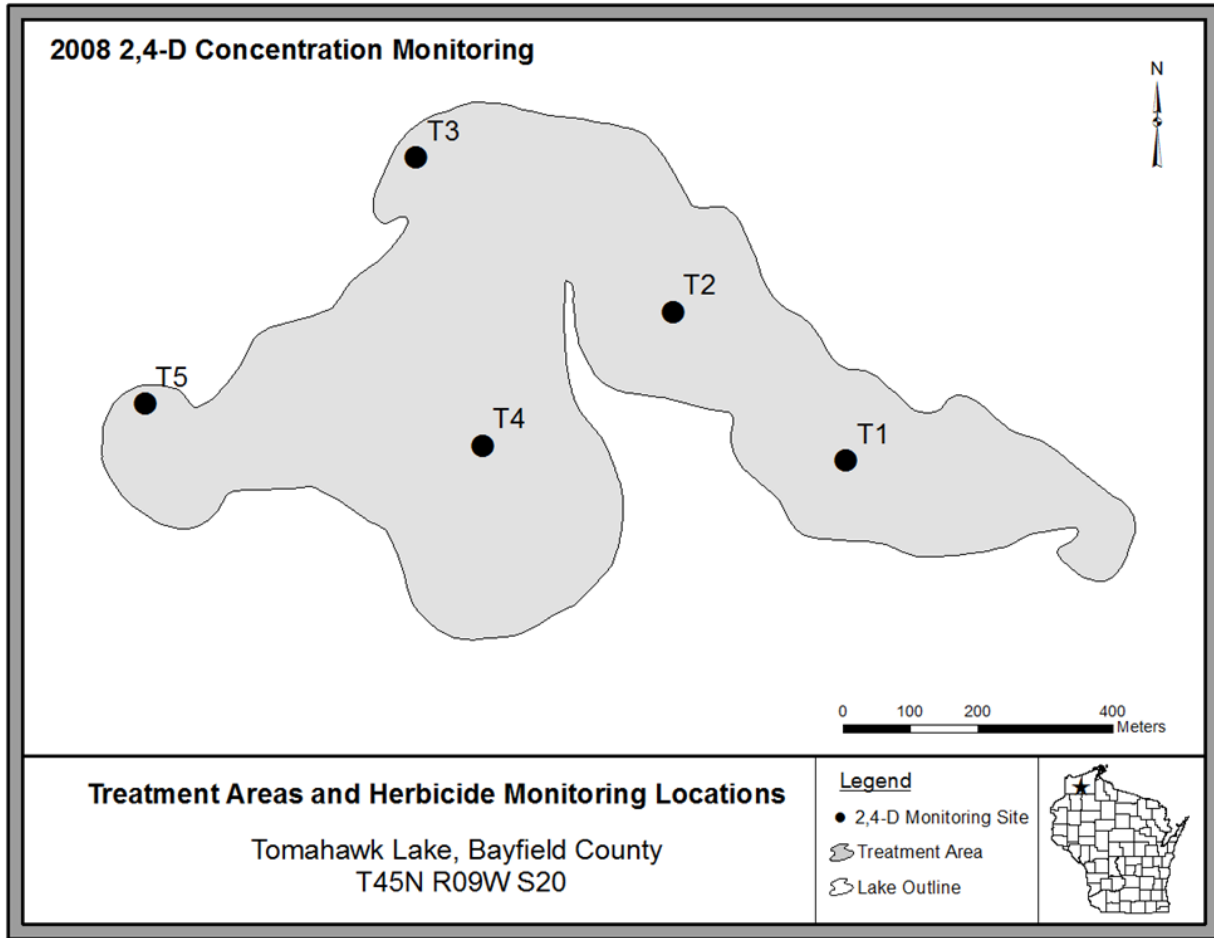 2008 2,4-D Concentration Monitoring
N
T3
T2
T5
T4
T1
0 100 200 400
Meters
Treatment Areas and Herbicide Monitoring Locations
Tomahawk Lake, Bayfield County
T45N R09W S20
Legend
2,4-D Monitoring Site
Treatment Area
Lake Outline